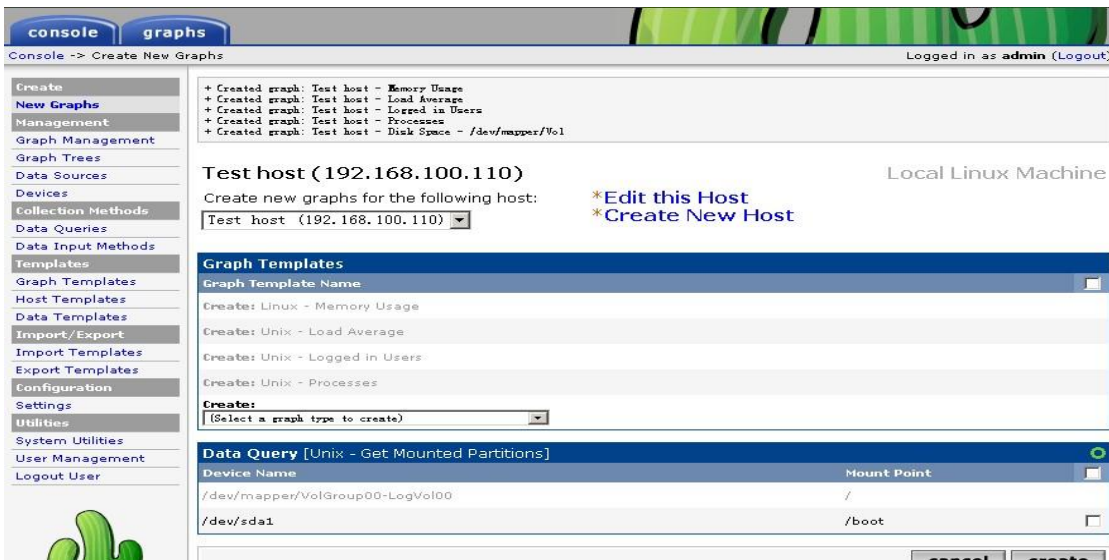 console graphs
Console -> Create New Graphs Logged in as admin (Logout)
Create
New Graphs
Management
Graph Management
Graph Trees
Data Sources
Devices
Collection Methods
Data Queries
Data Input Methods
Templates
Graph Templates
Host Templates
Data Templates
Import/Export
Import Templates
Export Templates
Configuration
Settings
Utilities
System Utilities
User Management
Logout User
+ Created graph: Test host - Memory Usage
+ Created graph: Test host - Load Average
+ Created graph: Test host - Logged in Users
+ Created graph: Test host - Processes
+ Created graph: Test host - Disk Space - /dev/mapper/Vol
Test host (192.168.100.110) Local Linux Machine
Create new graphs for the following host:
Test host (192.168.100.110)
*Edit this Host
*Create New Host
Graph Templates
Graph Template Name
Create: Linux - Memory Usage
Create: Unix - Load Average
Create: Unix - Logged in Users
Create: Unix - Processes
Create:
(Select a graph type to create)
Data Query [Unix - Get Mounted Partitions]
Device Name Mount Point
/dev/mapper/VolGroup00-LogVol00 /
/dev/sda1 /boot
cancel create